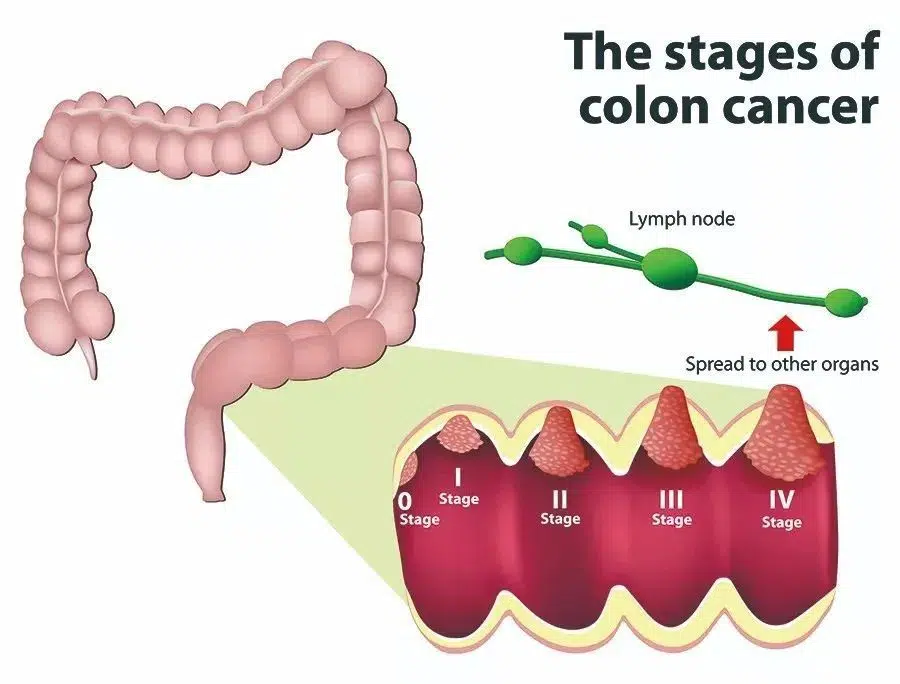 The stages of
colon cancer
Lymph node
Spread to other organs
0
Stage
I
Stage
II
Stage
III
Stage
IV
Stage